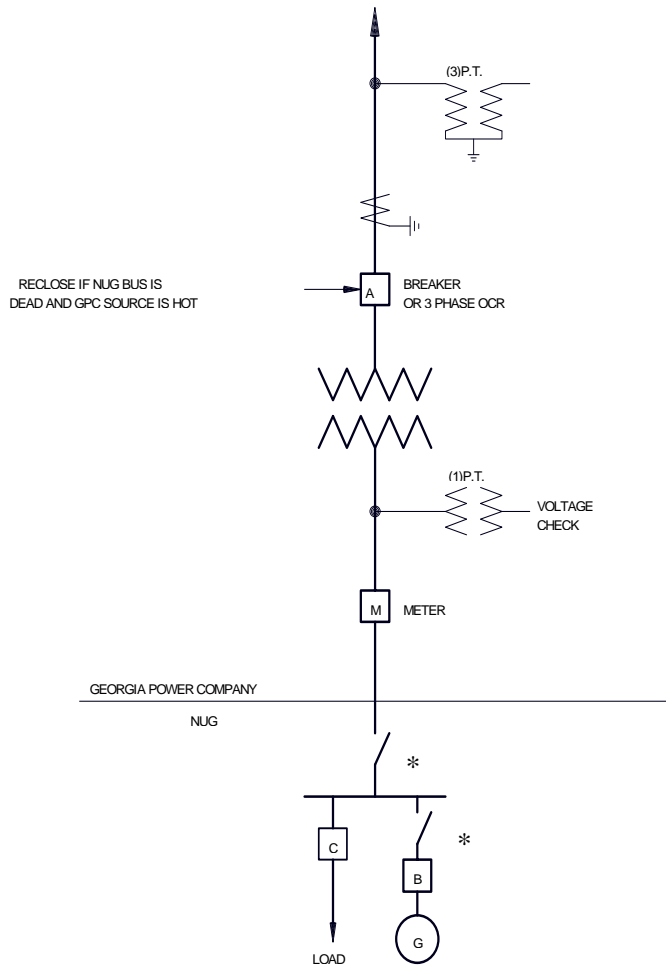 (3)P.T.
RECLOSE IF NUG BUS IS
DEAD AND GPC SOURCE IS HOT
A
BREAKER
OR 3 PHASE OCR
(1)P.T.
VOLTAGE
CHECK
M
METER
GEORGIA POWER COMPANY
NUG
*
*
C
B
G
LOAD